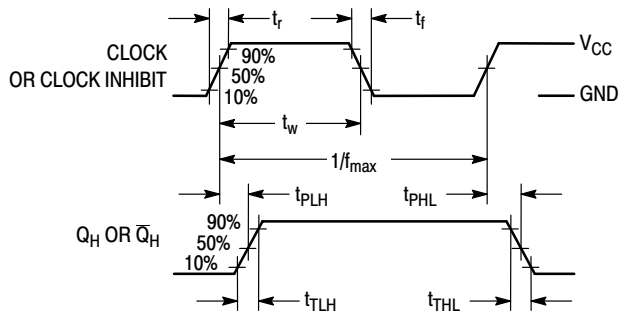 tr
tf
CLOCK
OR CLOCK INHIBIT
90%
50%
10%
VCC
GND
tw
1/fmax
tPLH
tPHL
QH OR Q̅H
90%
50%
10%
tTLH
tTHL